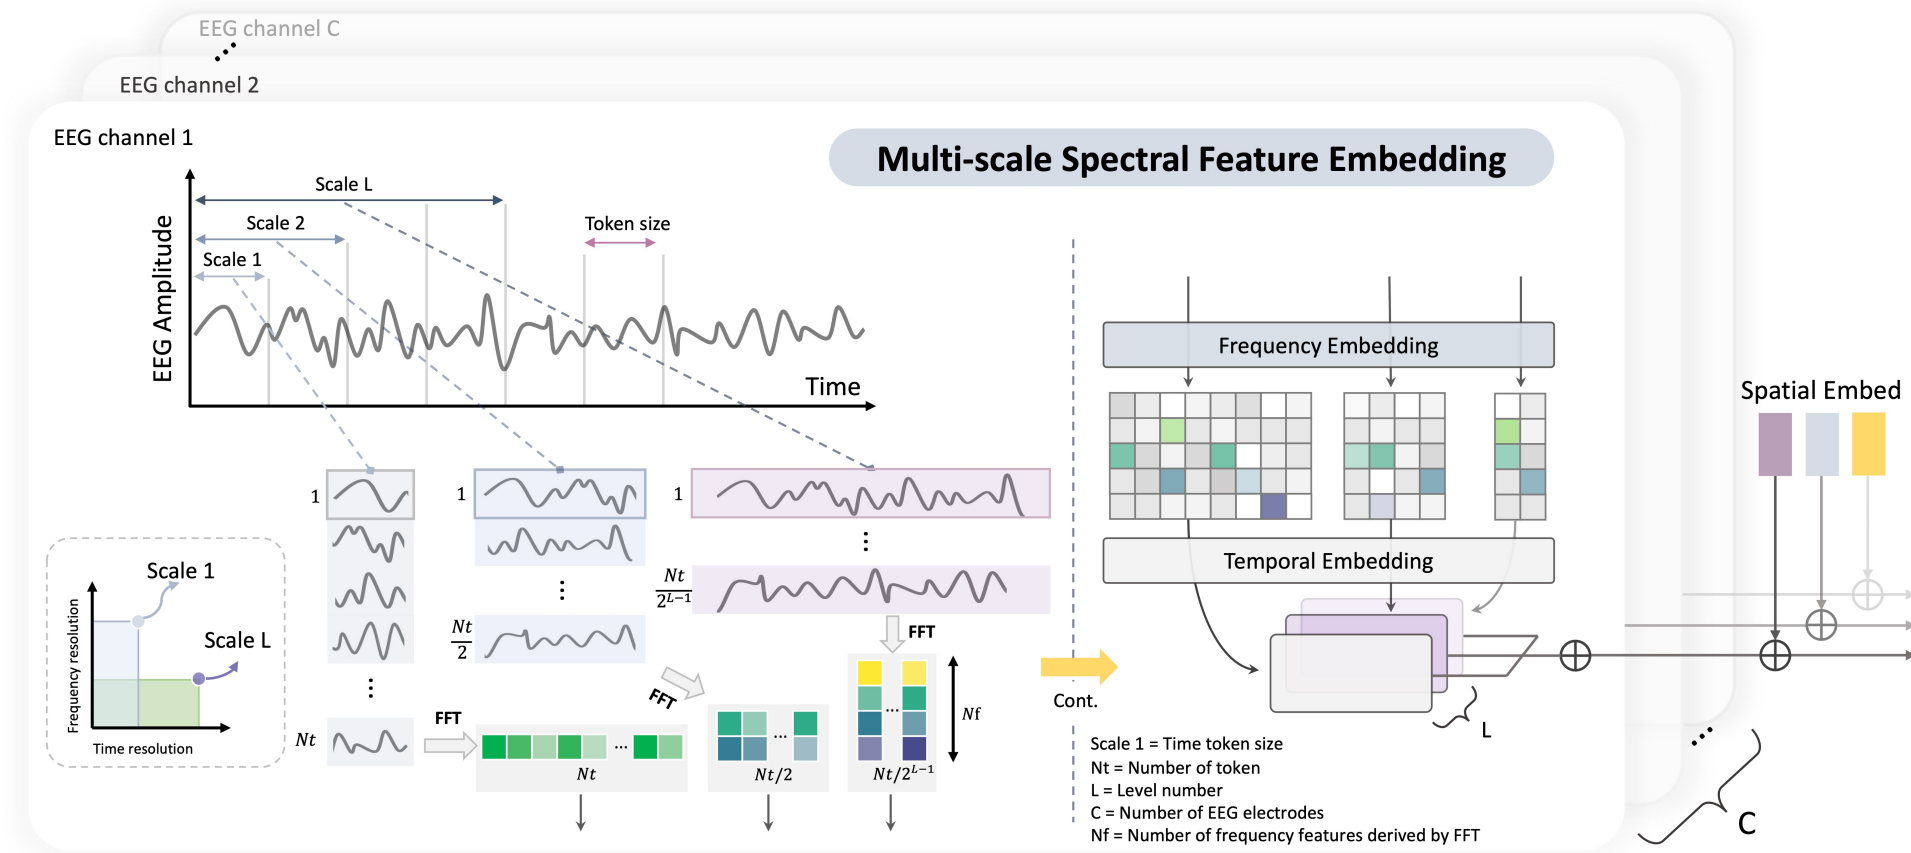 EEG channel C
EEG channel 2
EEG channel 1
Multi-scale Spectral Feature Embedding
Scale L
Scale 2
Scale 1
Token size
EEG Amplitude
Time
1
1
1
Nt
Nt/2
Nt/2^{L-1}
Scale 1
Scale L
Frequency resolution
Time resolution
FFT
FFT
FFT
...
Nt
...
Nt/2
...
Nt/2^{L-1}
Nf
Cont.
Frequency Embedding
Temporal Embedding
L
Spatial Embed
C
Scale 1 = Time token size
Nt = Number of token
L = Level number
C = Number of EEG electrodes
Nf = Number of frequency features derived by FFT